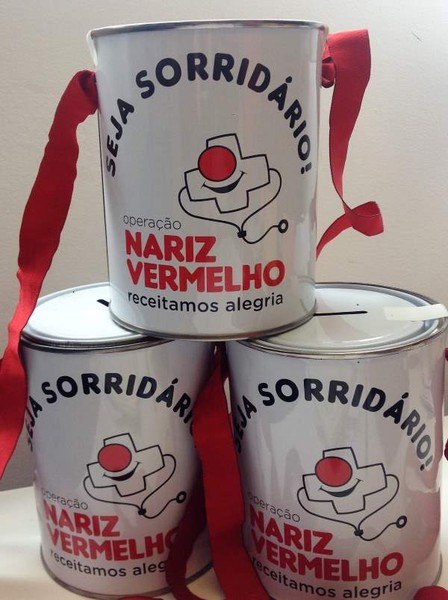 SEJA SORRIDÁRIO!
operação
NARIZ
VERMELHO
receitamos alegria
SEJA SORRIDÁRIO
operação
NARIZ
VERMELHO
receitamos alegria
SEJA SORRIDÁRIO!
operação
NARIZ
VERMELHO
receitamos alegria